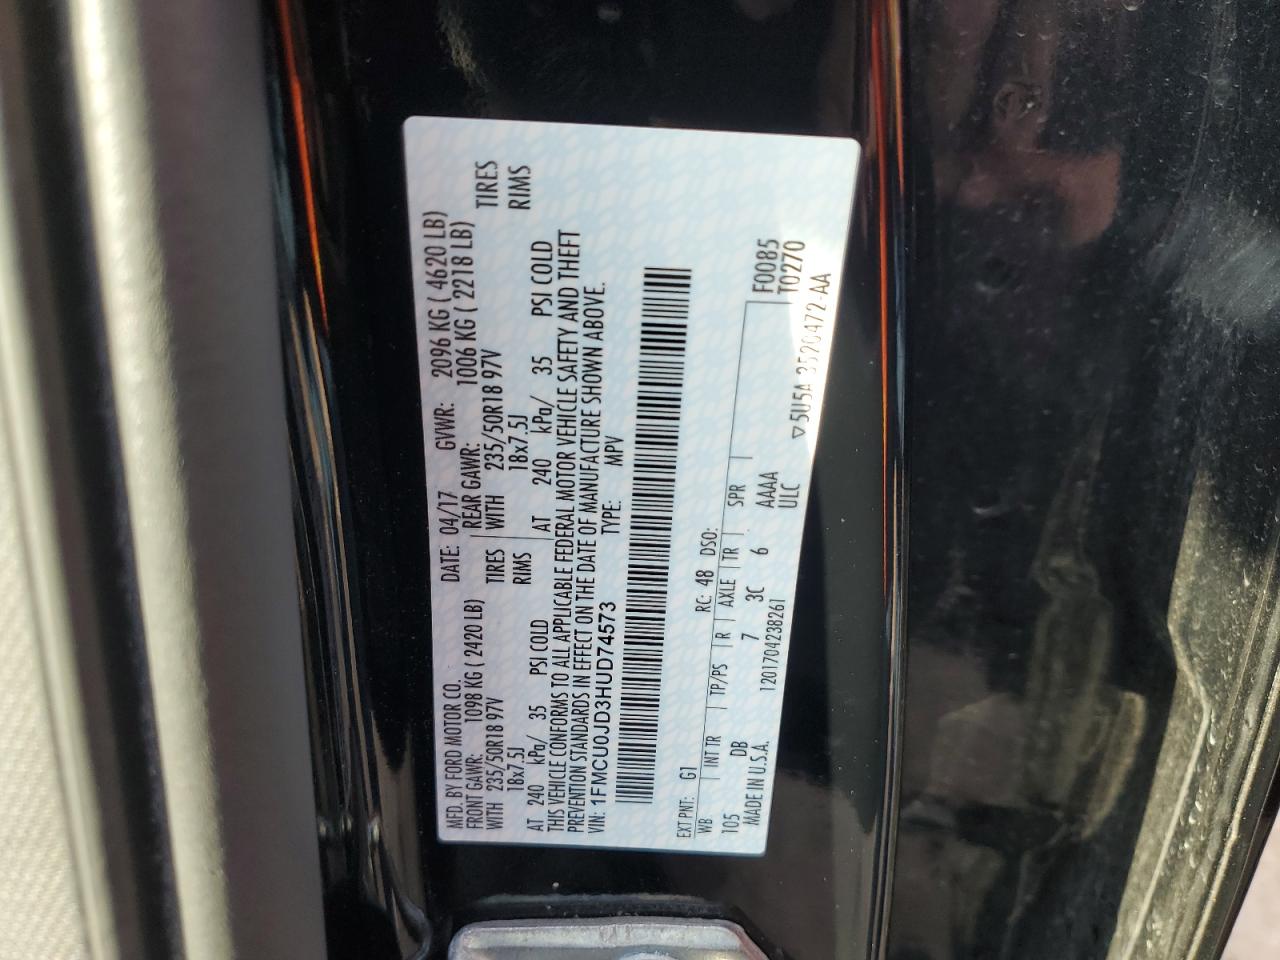 MFD. BY FORD MOTOR CO.
DATE: 04/17 GVWR: 2096 KG ( 4620 LB)
FRONT GAWR: 1098 KG ( 2420 LB) REAR GAWR: 1006 KG ( 2218 LB)
WITH 235/50R18 97V TIRES WITH 235/50R18 97V TIRES
18x7.5J RIMS 18x7.5J RIMS
AT 240 kPa/ 35 PSI COLD AT 240 kPa/ 35 PSI COLD
THIS VEHICLE CONFORMS TO ALL APPLICABLE FEDERAL MOTOR VEHICLE SAFETY AND THEFT
PREVENTION STANDARDS IN EFFECT ON THE DATE OF MANUFACTURE SHOWN ABOVE.
VIN: 1FMCU0JD3HUD74573 TYPE: MPV
EXT PNT: G1 RC: 48 DSO:
WB INT TR TP/PS R AXLE TR SPR F0085
105 DB 7 3C 6 AAAA T0270
MADE IN U.S.A. 1201704238261 ULC 5U5A 3520472-AA